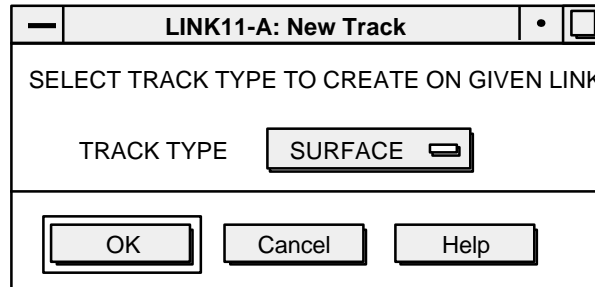 LINK11-A: New Track
SELECT TRACK TYPE TO CREATE ON GIVEN LINK
TRACK TYPE SURFACE
OK Cancel Help